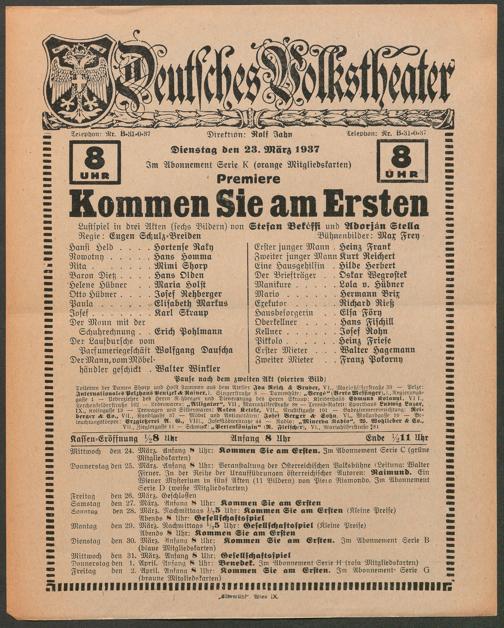 Deutsches Volkstheater
Telephon: Nr. B-31-0-37 Direktion: Rolf Jahn Telephon: Nr. B-31-0-37
8 UHR Dienstag den 23. März 1937 8 UHR
Im Abonnement Serie K (orange Mitgliedskarten)
Premiere
Kommen Sie am Ersten
Lustspiel in drei Akten (sechs Bildern) von Stefan Beköffi und Adorján Stella
Regie: Eugen Schulz-Breiden Bühnenbilder: Max Frey
Hansi Held . . . . . Hortense Raky
Nowotny . . . . . Hans Homma
Rita . . . . . Mimi Shorp
Baron Dietz . . . . . Hans Olden
Helene Hübner Maria Holst
Otto Hübner . . . . . Josef Rehberger
Paula . . . . . Elisabeth Markus
Josef . . . . . Karl Skraup
Der Mann mit der
Schuhrechnung . . Erich Pohlmann
Der Laufbursche vom
Parfumeriegeschäft Wolfgang Dauscha
Der Mann, vom Möbel-
händler geschickt . Walter Winkler
Erster junger Mann . Heinz Frank
Zweiter junger Mann Kurt Reichert
Eine Hausgehilfin Hilde Herbert
Der Briefträger . . . Oskar Wegrostek
Manikure . . . . . Lola v. Hübner
Mario . . . . . Hermann Brix
Exekutor . . . . . Richard Rieß
Hausbesorgerin . . Elsa Föry
Oberkellner . . . . . Hans Fischill
Kellner . . . . . Josef Rohm
Pikkolo . . . . . Heinz Friese
Erster Mieter . . . Walter Hagemann
Zweiter Mieter . . . Franz Pokorny
Pause nach dem zweiten Akt (vierten Bild)
Kassen-Eröffnung ½8 Uhr Anfang 8 Uhr Ende ½11 Uhr
Mittwoch den 24. März, Anfang 8 Uhr: Kommen Sie am Ersten. Im Abonnement Serie C (grüne
Mitgliedskarten)
Donnerstag den 25. März, Anfang 8 Uhr: Veranstaltung der Österreichischen Volksbühne (Leitung: Walter
Firner. In der Reihe der Uraufführungen österreichischer Autoren: Raimund. Ein
Wiener Mysterium in fünf Akten (11 Bildern) von Piero Rismondo. Im Abonnement
Serie D (weiße Mitgliedskarten)
Freitag den 26. März, Geschlossen
Samstag den 27. März, Anfang 8 Uhr: Kommen Sie am Ersten
Sonntag den 28. März, Nachmittags ½5 Uhr: Kommen Sie am Ersten (Kleine Preise)
Abends 8 Uhr: Gesellschaftsspiel
Montag den 29. März, Nachmittags ½5 Uhr: Gesellschaftsspiel (Kleine Preise)
Abends 8 Uhr: Kommen Sie am Ersten
Dienstag den 30. März, Anfang 8 Uhr: Kommen Sie am Ersten. Im Abonnement Serie B
(blaue Mitgliedskarten)
Mittwoch den 31. März, Anfang 8 Uhr: Gesellschaftsspiel
Donnerstag den 1. April, Anfang 8 Uhr: Benedek. Im Abonnement Serie H (rosa Mitgliedskarten)
Freitag den 2. April, Anfang 8 Uhr: Kommen Sie am Ersten. Im Abonnement Serie G
(braune Mitgliedskarten)
Wien IX.